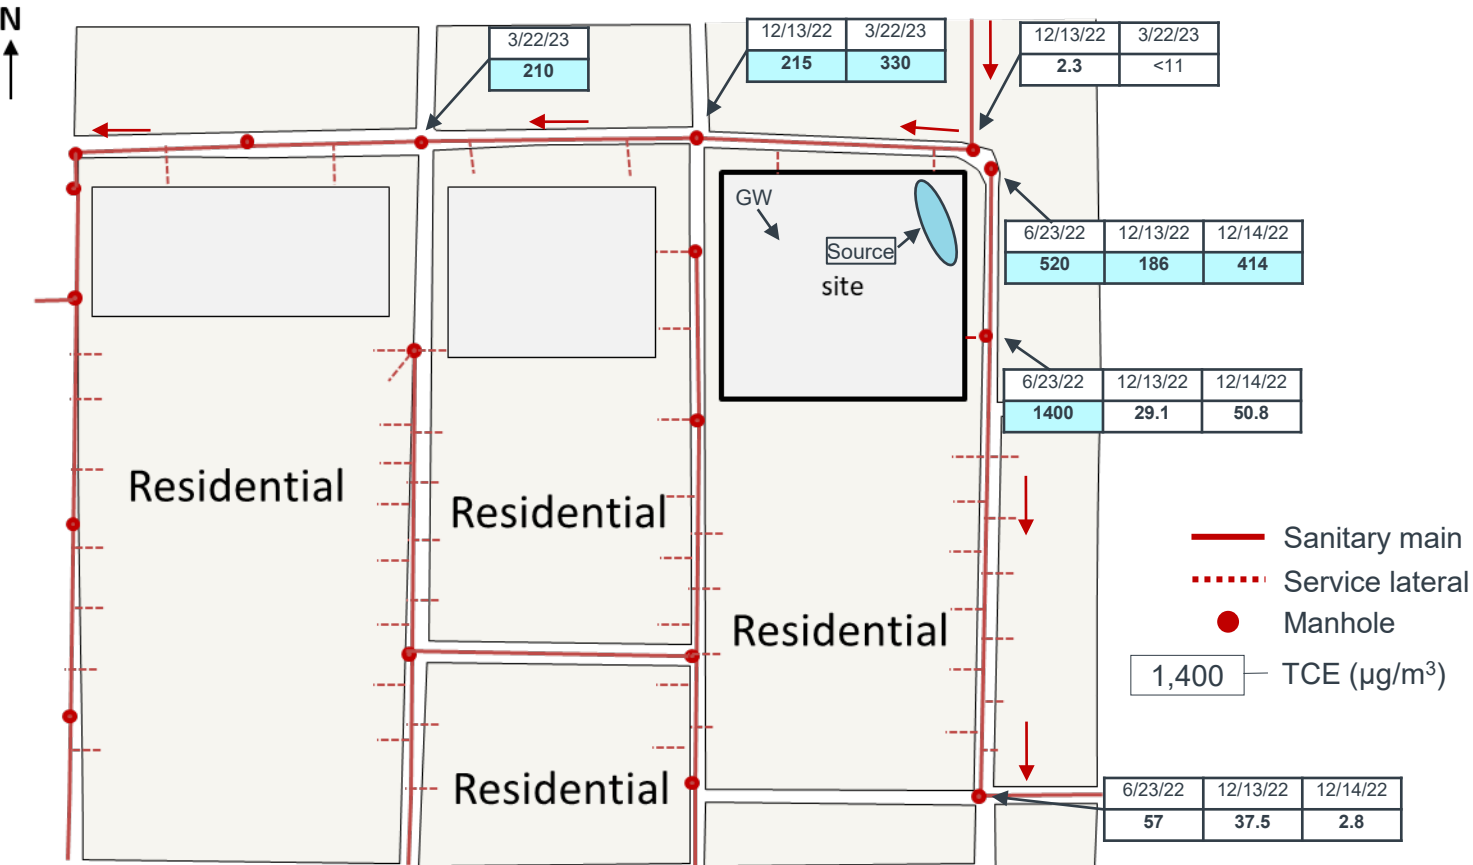 N
3/22/23
210
12/13/22 3/22/23
215 330
12/13/22 3/22/23
2.3 <11
GW
Source
site
6/23/22 12/13/22 12/14/22
520 186 414
6/23/22 12/13/22 12/14/22
1400 29.1 50.8
Residential
Residential
Residential
Residential
Sanitary main
Service lateral
Manhole
1,400 TCE (µg/m³)
6/23/22 12/13/22 12/14/22
57 37.5 2.8